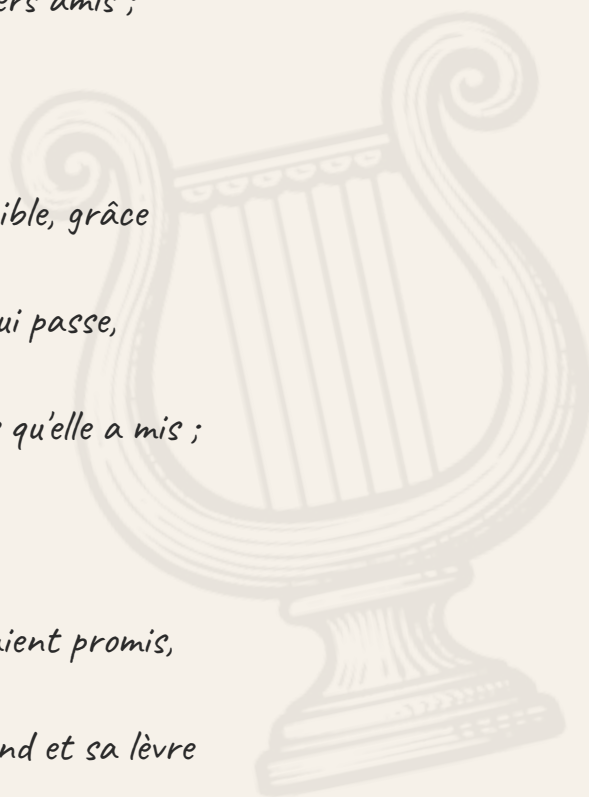 ers amis ;
ible, grâce
ui passe,
qu'elle a mis ;
ient promis,
nd et sa lèvre